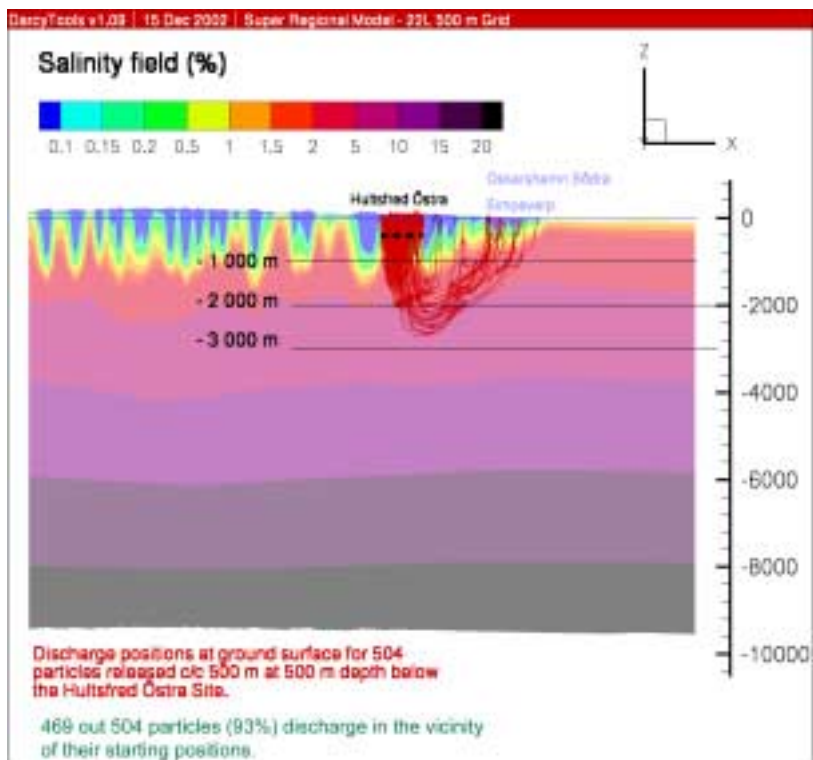 DarcyTools v1.09 | 15 Dec 2002 | Super Regional Model - 22L 500 m Grid
Salinity field (%)
0.1 0.15 0.2 0.5 1 1.5 2 5 10 15 20
Z
X
Oskarshamn Södra
Hultsfred Östra
Simpevarp
0
- 1 000 m
- 2 000 m
-2000
- 3 000 m
-4000
-6000
-8000
-10000
Discharge positions at ground surface for 504
particles released c/c 500 m at 500 m depth below
the Hultsfred Östra Site.
469 out 504 particles (93%) discharge in the vicinity
of their starting positions.